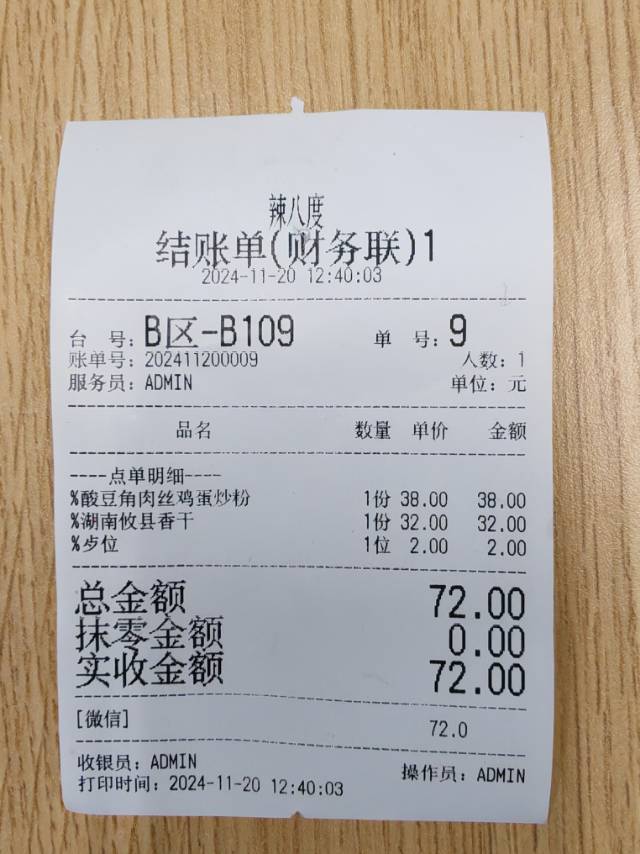 辣八度
结账单(财务联)1
2024-11-20 12:40:03
台 号: B区-B109 单 号: 9
账单号: 202411200009 人数: 1
服务员: ADMIN 单位: 元
品名 数量 单价 金额
----点单明细----
%酸豆角肉丝鸡蛋炒粉 1份 38.00 38.00
%湖南攸县香干 1份 32.00 32.00
%歺位 1位 2.00 2.00
总金额 72.00
抹零金额 0.00
实收金额 72.00
[微信] 72.0
收银员: ADMIN 操作员: ADMIN
打印时间: 2024-11-20 12:40:03